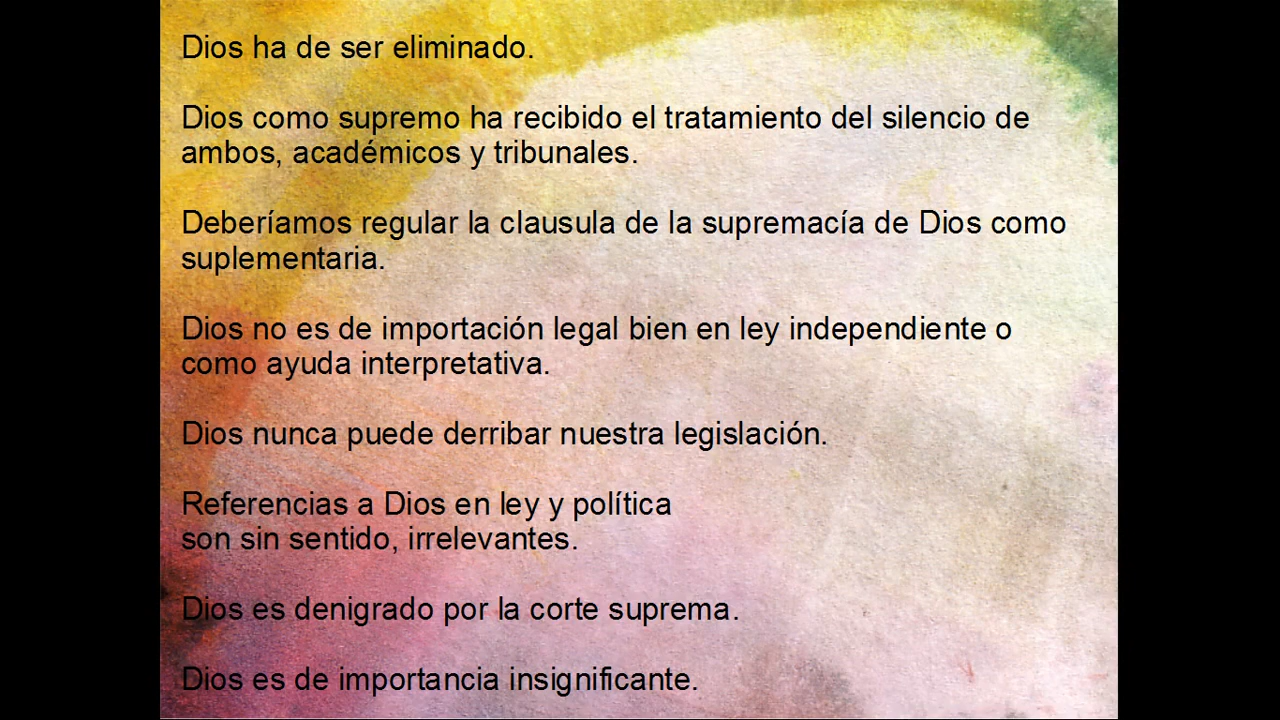 Dios ha de ser eliminado.
Dios como supremo ha recibido el tratamiento del silencio de
ambos, académicos y tribunales.
Deberíamos regular la clausula de la supremacía de Dios como
suplementaria.
Dios no es de importación legal bien en ley independiente o
como ayuda interpretativa.
Dios nunca puede derribar nuestra legislación.
Referencias a Dios en ley y política
son sin sentido, irrelevantes.
Dios es denigrado por la corte suprema.
Dios es de importancia insignificante.